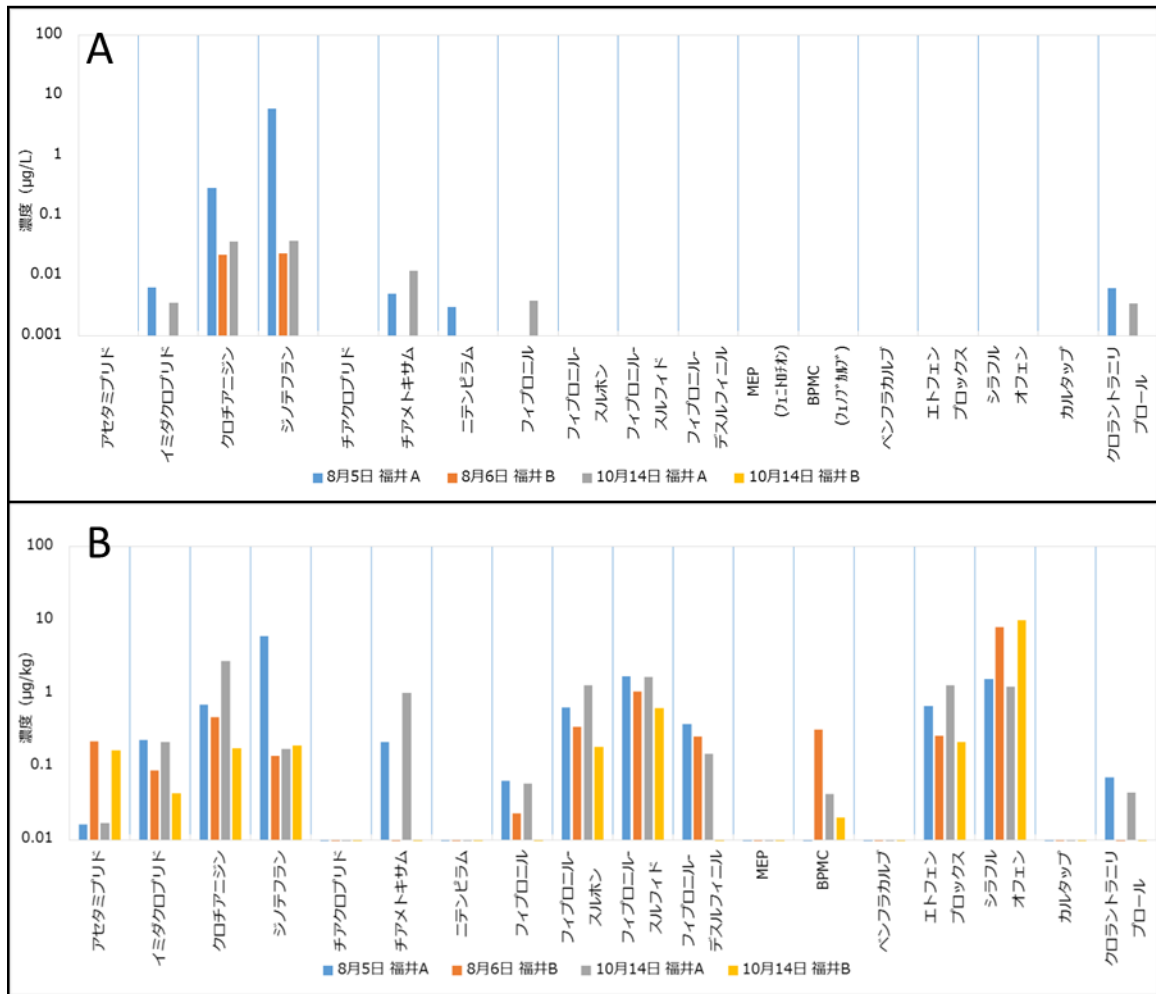 A
100
10
1
0.1
0.01
0.001
濃度 (μg/L)
アセタミプリド
イミダクロプリド
クロチアニジン
ジノテフラン
チアクロプリド
チアメトキサム
ニテンピラム
フィプロニル
フィプロニル-
スルホン
フィプロニル-
スルフィド
フィプロニル-
デスルフィニル
MEP
(フェニトロチオン)
BPMC
(フェノブカルブ)
ベンフラカルブ
エトフェン
プロックス
シラフル
オフェン
カルタップ
クロラントラニリ
プロール
8月5日 福井A
8月6日 福井B
10月14日 福井A
10月14日 福井B
B
100
10
1
0.1
0.01
濃度 (μg/kg)
アセタミプリド
イミダクロプリド
クロチアニジン
ジノテフラン
チアクロプリド
チアメトキサム
ニテンピラム
フィプロニル
フィプロニル-
スルホン
フィプロニル-
スルフィド
フィプロニル-
デスルフィニル
MEP
BPMC
ベンフラカルブ
エトフェン
プロックス
シラフル
オフェン
カルタップ
クロラントラニリ
プロール
8月5日 福井A
8月6日 福井B
10月14日 福井A
10月14日 福井B